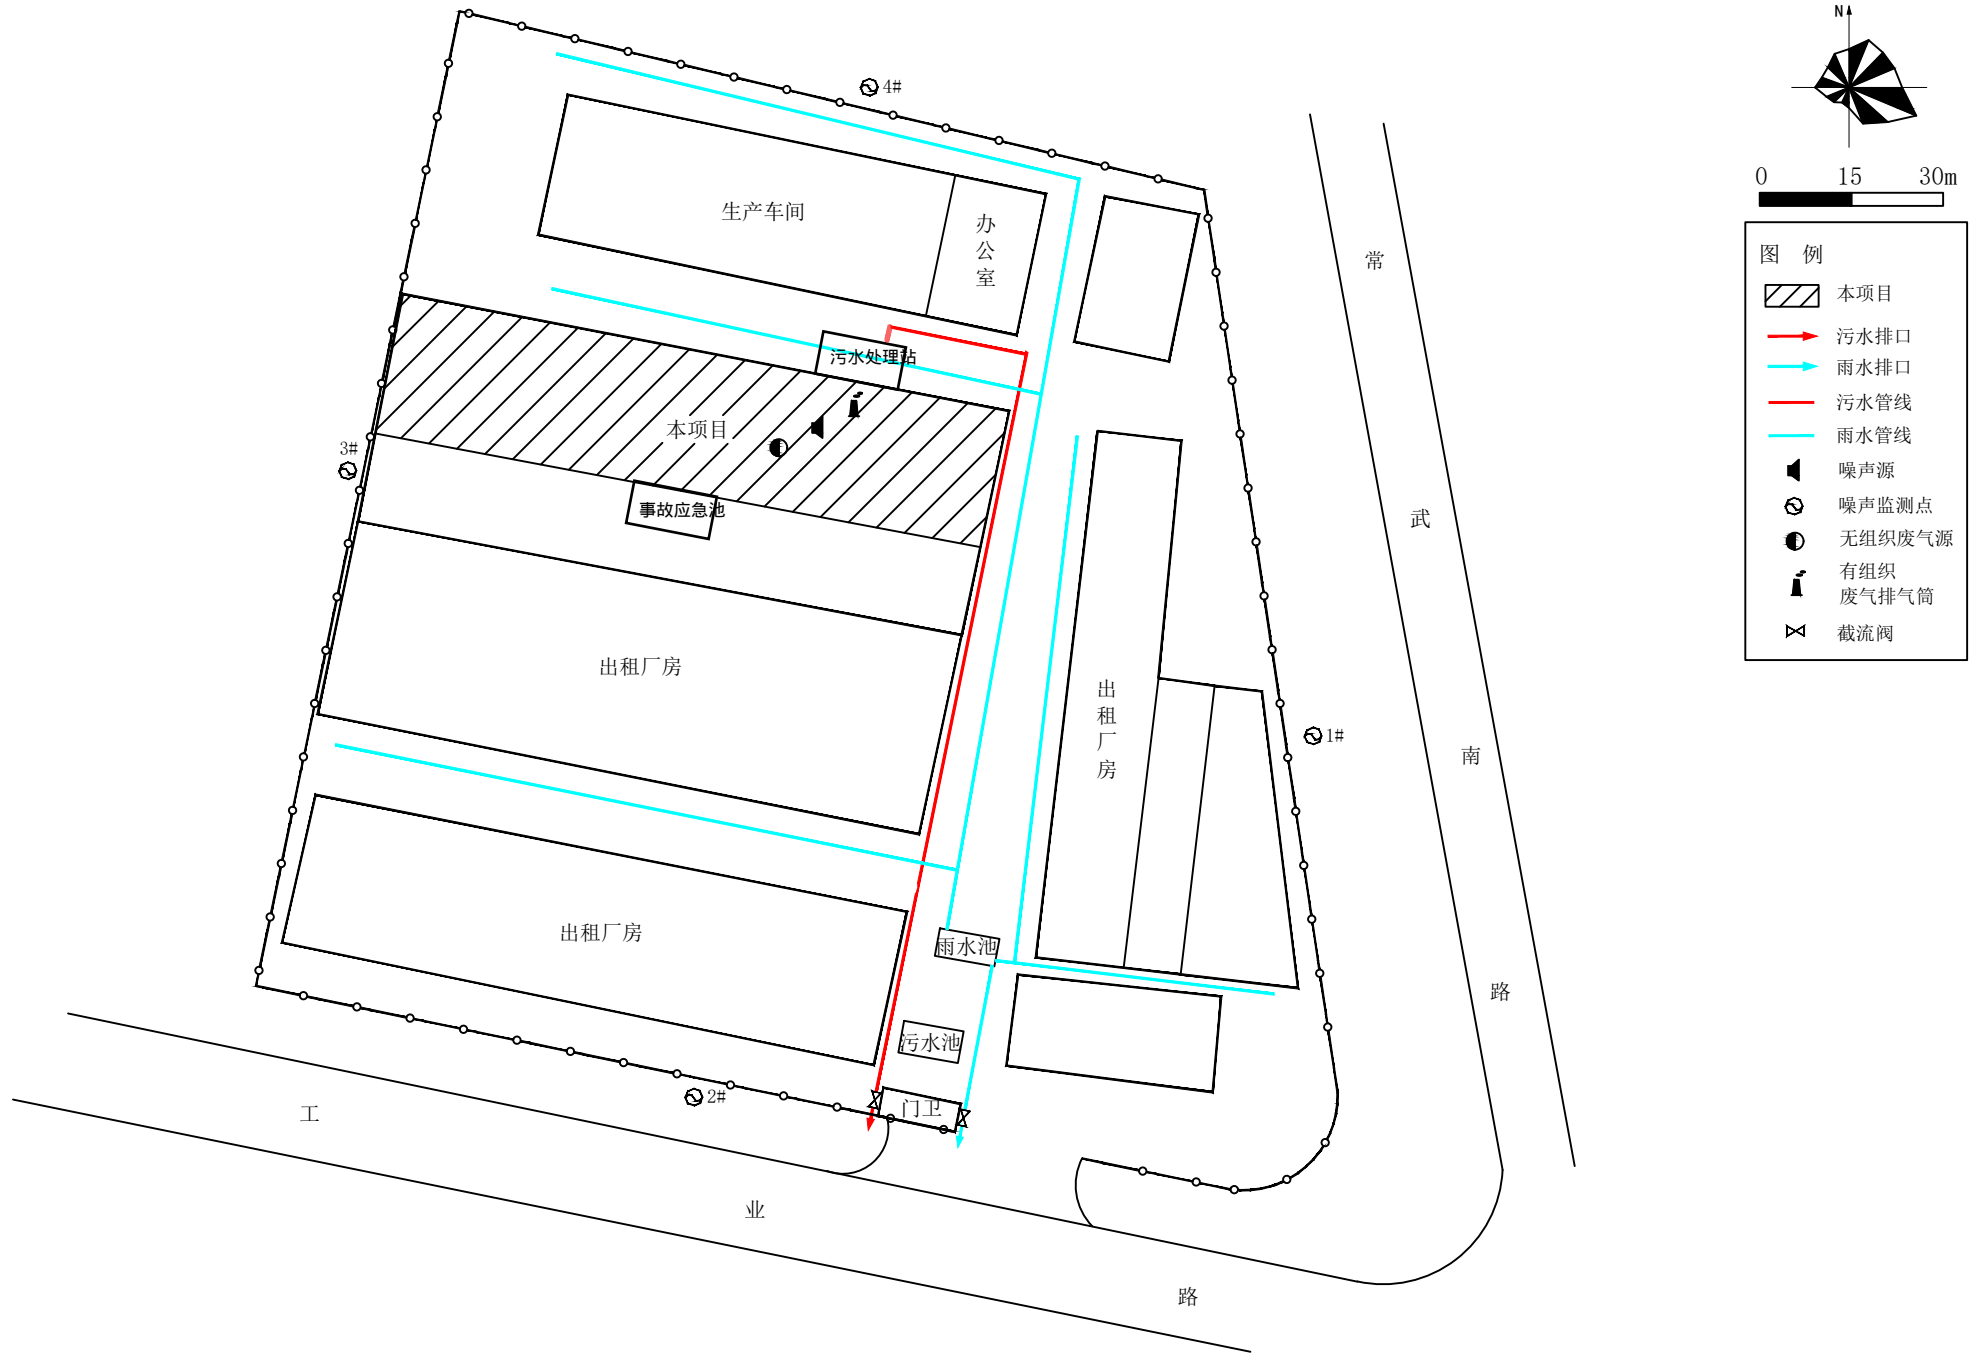 N
0 15 30m
图 例
本项目
污水排口
雨水排口
污水管线
雨水管线
噪声源
噪声监测点
无组织废气源
有组织
废气排气筒
截流阀
4#
生产车间
办公室
污水处理站
本项目
3#
事故应急池
出租厂房
出租厂房
1#
出租厂房
雨水池
污水池
门卫
2#
常武南路
工业路